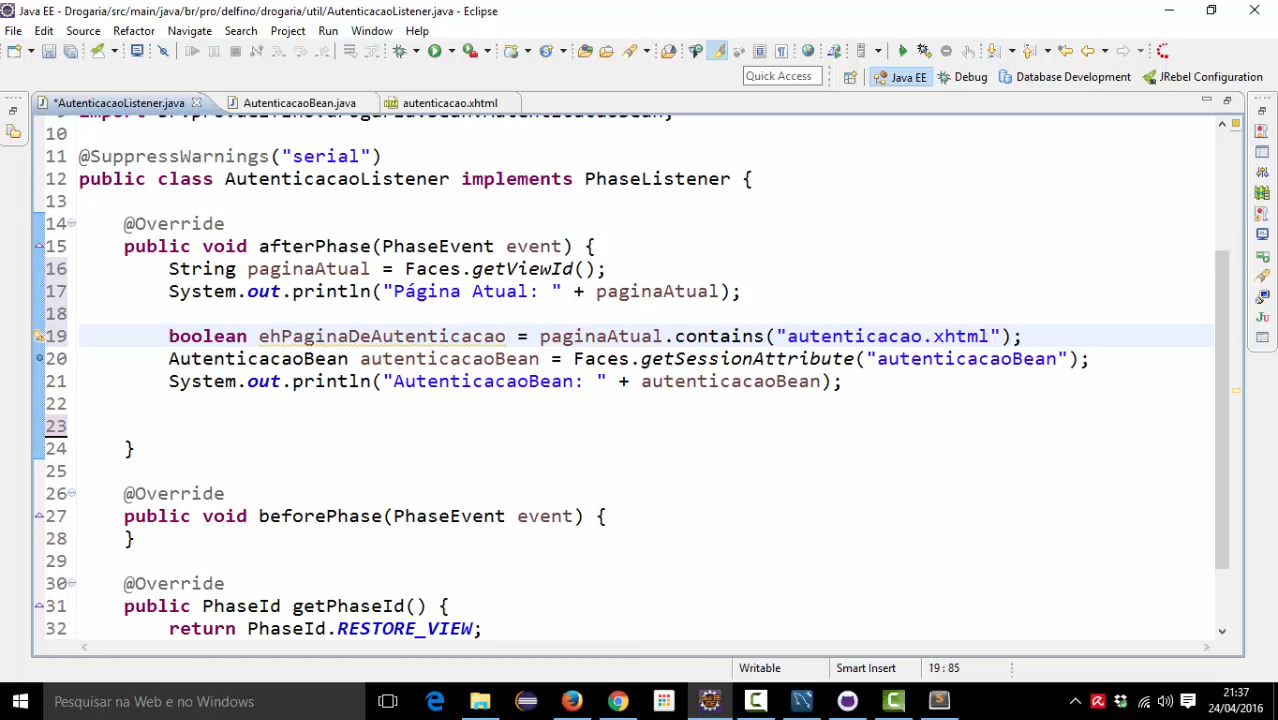 Java EE - Drogaria/src/main/java/br/pro/delfino/drogaria/util/AutenticacaoListener.java - Eclipse
File Edit Source Refactor Navigate Search Project Run Window Help
Quick Access
Java EE
Debug
Database Development
JRebel Configuration
*AutenticacaoListener.java
AutenticacaoBean.java
autenticacao.xhtml
10
11 @SuppressWarnings("serial")
12 public class AutenticacaoListener implements PhaseListener {
13
14 @Override
15 public void afterPhase(PhaseEvent event) {
16 String paginaAtual = Faces.getViewId();
17 System.out.println("Página Atual: " + paginaAtual);
18
19 boolean ehPaginaDeAutenticacao = paginaAtual.contains("autenticacao.xhtml");
20 AutenticacaoBean autenticacaoBean = Faces.getSessionAttribute("autenticacaoBean");
21 System.out.println("AutenticacaoBean: " + autenticacaoBean);
22
23
24 }
25
26 @Override
27 public void beforePhase(PhaseEvent event) {
28 }
29
30 @Override
31 public PhaseId getPhaseId() {
32 return PhaseId.RESTORE_VIEW;
Writable
Smart Insert
19 : 85
Pesquisar na Web e no Windows
21:37
24/04/2016